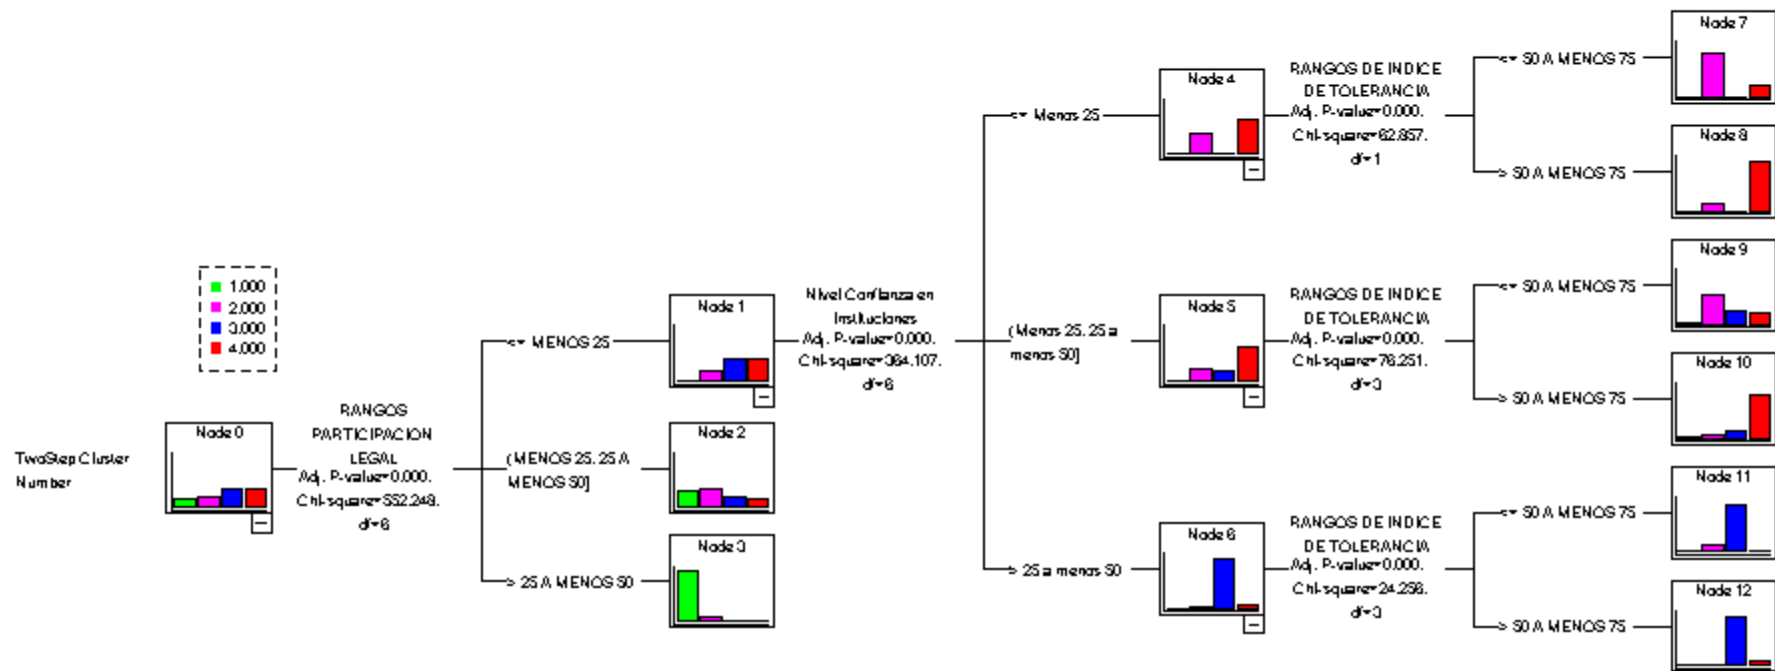 TwoStep Cluster
Number
1.000
2.000
3.000
4.000
Node 0
RANGOS
PARTICIPACION
LEGAL
Adj. P-value=0.000.
Chi-square=552.248.
df=6
<= MENOS 25
(MENOS 25. 25 A
MENOS 50]
> 25 A MENOS 50
Node 1
Node 2
Node 3
Nivel Confianza en
Instituciones
Adj. P-value=0.000.
Chi-square=364.107.
df=6
<= Menos 25
(Menos 25. 25 a
menos 50]
> 25 a menos 50
Node 4
RANGOS DE INDICE
DE TOLERANCIA
Adj. P-value=0.000.
Chi-square=62.857.
df=1
<= 50 A MENOS 75
> 50 A MENOS 75
Node 7
Node 8
Node 5
RANGOS DE INDICE
DE TOLERANCIA
Adj. P-value=0.000.
Chi-square=76.251.
df=3
<= 50 A MENOS 75
> 50 A MENOS 75
Node 9
Node 10
Node 6
RANGOS DE INDICE
DE TOLERANCIA
Adj. P-value=0.000.
Chi-square=24.256.
df=3
<= 50 A MENOS 75
> 50 A MENOS 75
Node 11
Node 12